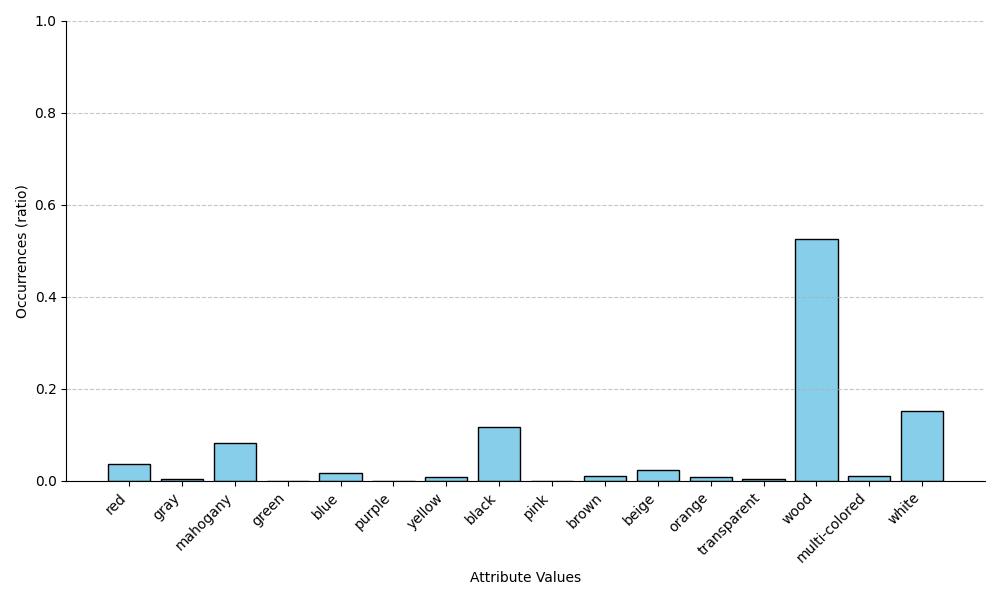 1.0
0.8
0.6
0.4
0.2
0.0
Occurrences (ratio)
red
gray
mahogany
green
blue
purple
yellow
black
pink
brown
beige
orange
transparent
wood
multi-colored
white
Attribute Values